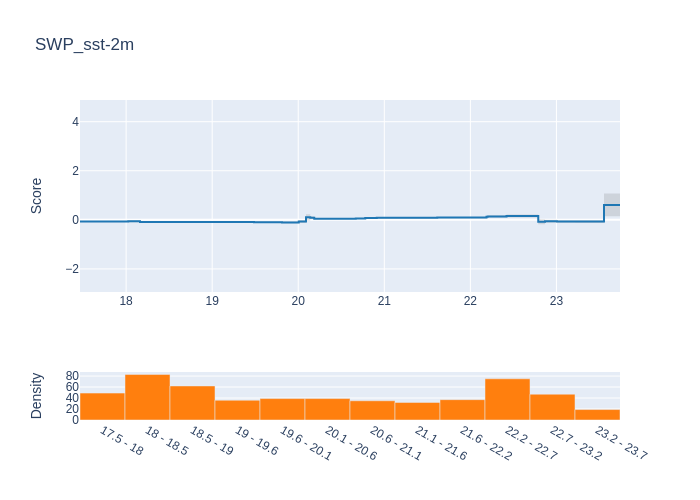 SWP_sst-2m
Score
4
2
0
−2
18 19 20 21 22 23
Density
80
60
40
20
0
17.5 - 18
18 - 18.5
18.5 - 19
19 - 19.6
19.6 - 20.1
20.1 - 20.6
20.6 - 21.1
21.1 - 21.6
21.6 - 22.2
22.2 - 22.7
22.7 - 23.2
23.2 - 23.7